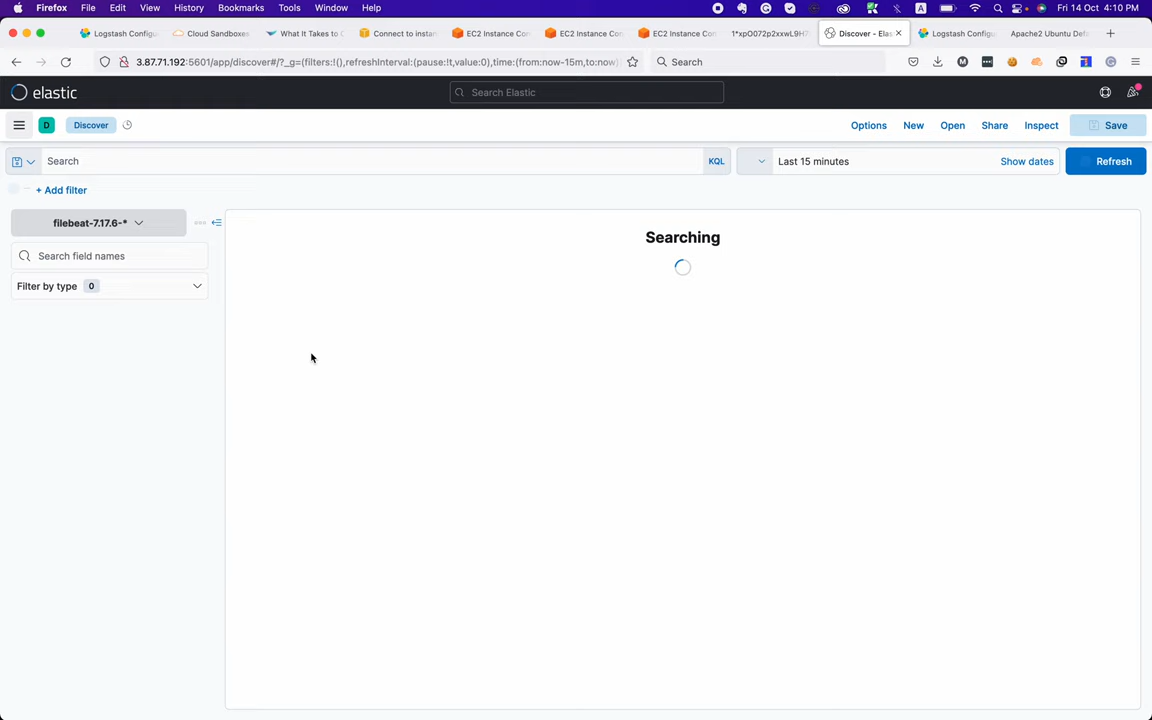 Firefox File Edit View History Bookmarks Tools Window Help A Fri 14 Oct 4:10 PM
Logstash Configu Cloud Sandboxes What It Takes to C Connect to instan EC2 Instance Con EC2 Instance Con EC2 Instance Con 1*xpO072p2xxwL9H7 Discover - Elas Logstash Configu Apache2 Ubuntu Defa
3.87.71.192:5601/app/discover#/?_g=(filters:!(),refreshInterval:(pause:!t,value:0),time:(from:now-15m,to:now) Search
elastic Search Elastic
D Discover Options New Open Share Inspect Save
Search KQL Last 15 minutes Show dates Refresh
+ Add filter
filebeat-7.17.6-*
Searching
Search field names
Filter by type 0